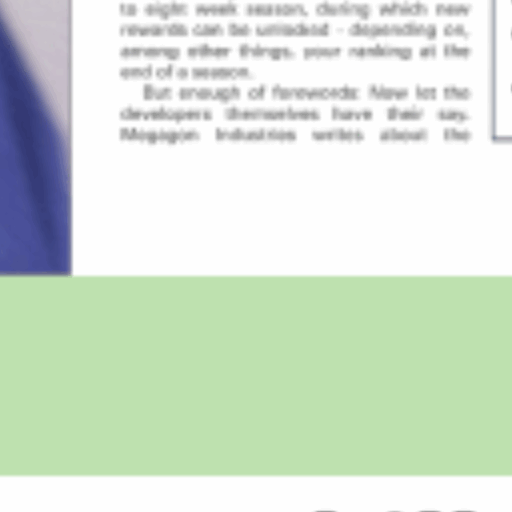 to eight week season, during which new
rewards can be unlocked - depending on,
among other things, your ranking at the
end of a season.
But enough of forewords: Now let the
developers themselves have their say.
Megagon Industries writes about the